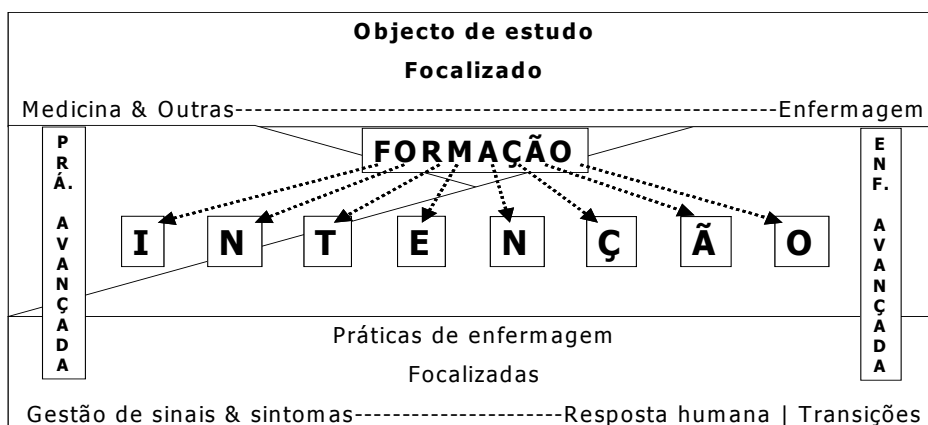 Objecto de estudo
Focalizado
Medicina & Outras-----------------------------------------------------------------Enfermagem
PRÁ. AVANÇADA
FORMAÇÃO
ENF. AVANÇADA
I N T E N Ç Ã O
Práticas de enfermagem
Focalizadas
Gestão de sinais & sintomas----------------------Resposta humana | Transições